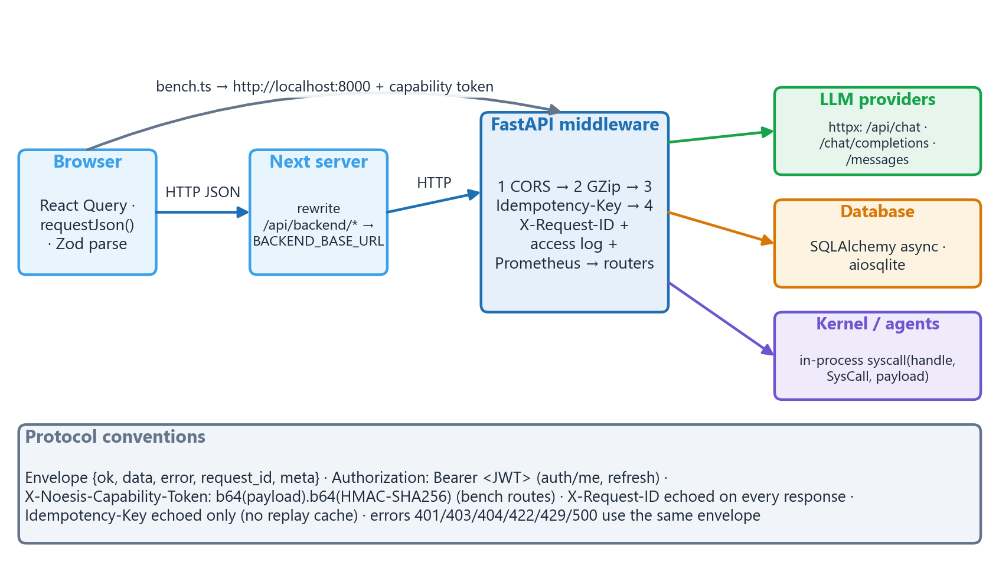 bench.ts → http://localhost:8000 + capability token
Browser
React Query ·
requestJson()
· Zod parse
HTTP JSON
Next server
rewrite
/api/backend/* →
BACKEND_BASE_URL
HTTP
FastAPI middleware
1 CORS → 2 GZip → 3
Idempotency-Key → 4
X-Request-ID +
access log +
Prometheus → routers
LLM providers
httpx: /api/chat ·
/chat/completions ·
/messages
Database
SQLAlchemy async ·
aiosqlite
Kernel / agents
in-process syscall(handle,
SysCall, payload)
Protocol conventions
Envelope {ok, data, error, request_id, meta} · Authorization: Bearer <JWT> (auth/me, refresh) ·
X-Noesis-Capability-Token: b64(payload).b64(HMAC-SHA256) (bench routes) · X-Request-ID echoed on every response ·
Idempotency-Key echoed only (no replay cache) · errors 401/403/404/422/429/500 use the same envelope